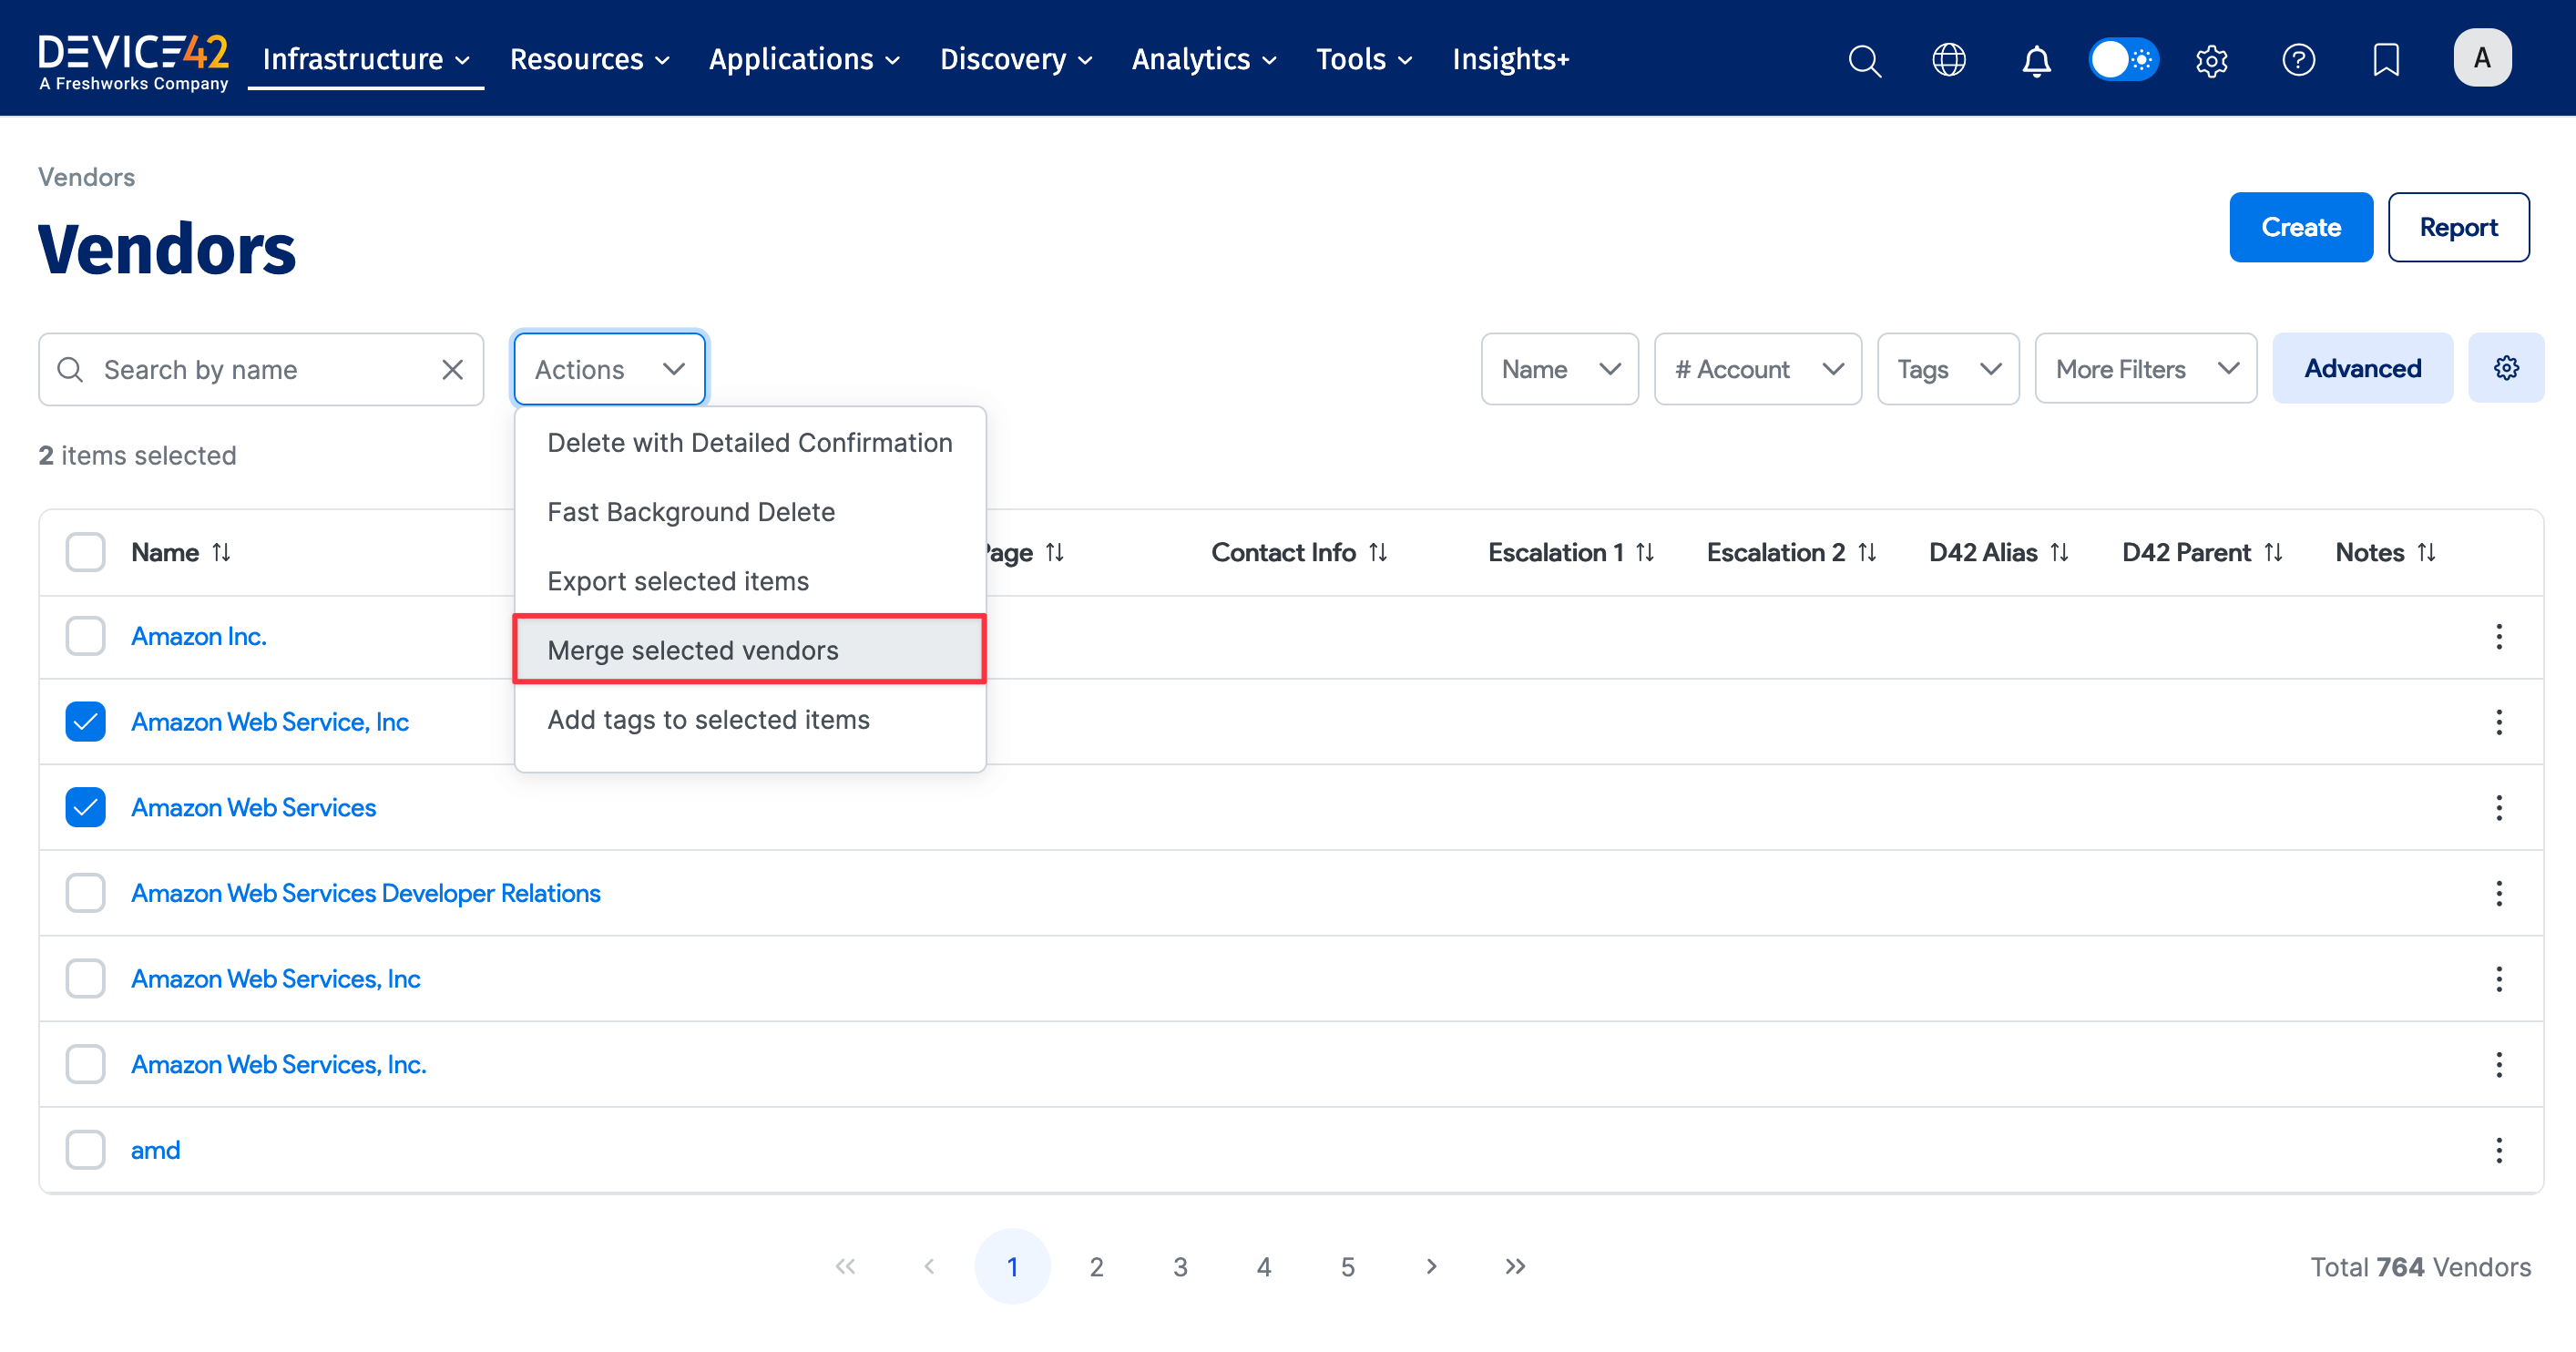 DEVICE42
A Freshworks Company
Infrastructure Resources Applications Discovery Analytics Tools Insights+
A
Vendors
Vendors
Create Report
Search by name Actions Name # Account Tags More Filters Advanced
2 items selected
Delete with Detailed Confirmation
Fast Background Delete
Export selected items
Merge selected vendors
Add tags to selected items
Name Page Contact Info Escalation 1 Escalation 2 D42 Alias D42 Parent Notes
Amazon Inc.
Amazon Web Service, Inc
Amazon Web Services
Amazon Web Services Developer Relations
Amazon Web Services, Inc
Amazon Web Services, Inc.
amd
« ‹ 1 2 3 4 5 › »
Total 764 Vendors